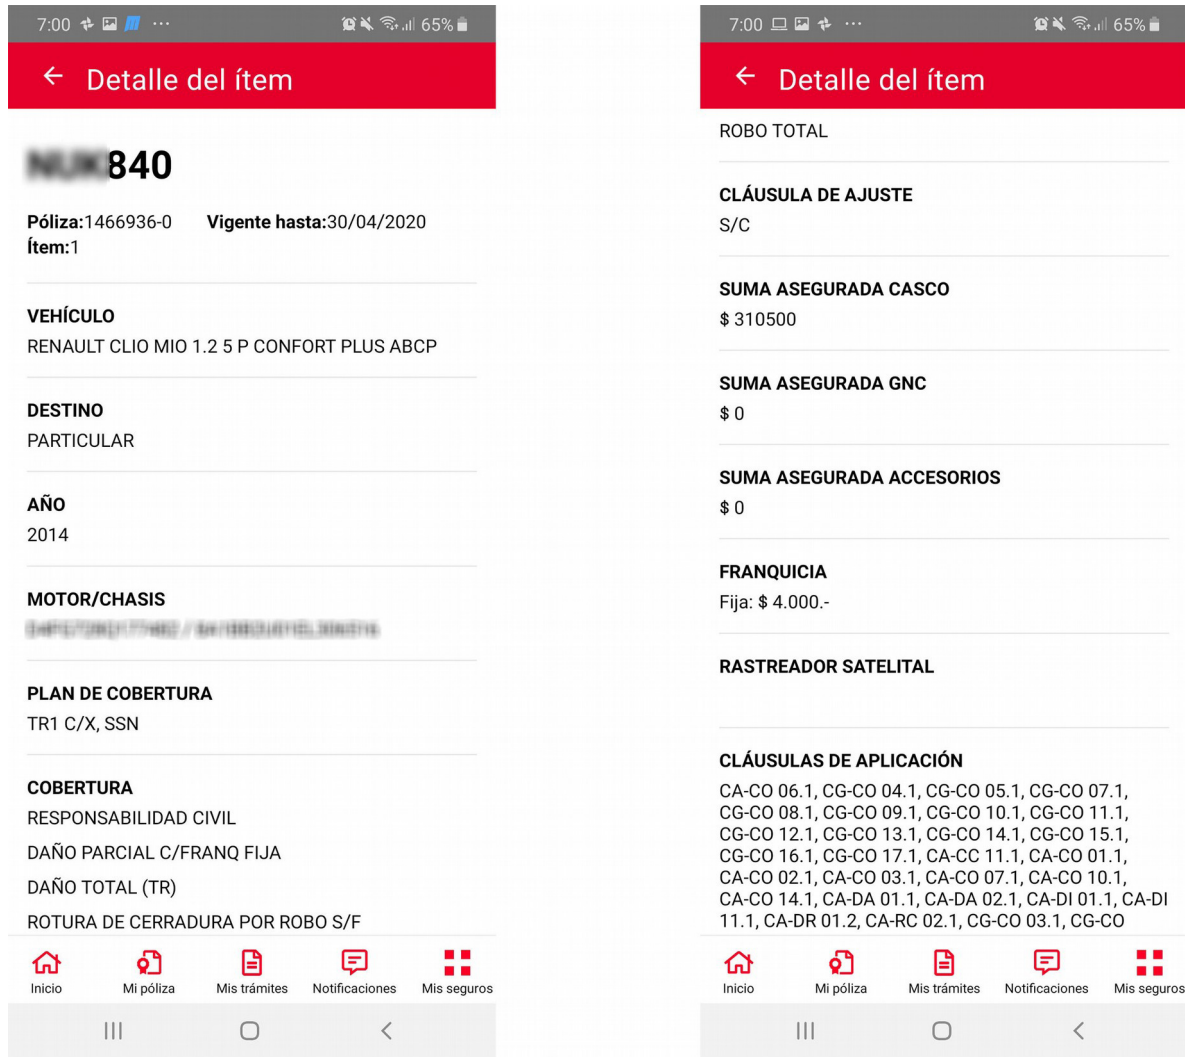 7:00
65%
Detalle del ítem
840
Póliza:1466936-0 Vigente hasta:30/04/2020
Ítem:1
VEHÍCULO
RENAULT CLIO MIO 1.2 5 P CONFORT PLUS ABCP
DESTINO
PARTICULAR
AÑO
2014
MOTOR/CHASIS
PLAN DE COBERTURA
TR1 C/X, SSN
COBERTURA
RESPONSABILIDAD CIVIL
DAÑO PARCIAL C/FRANQ FIJA
DAÑO TOTAL (TR)
ROTURA DE CERRADURA POR ROBO S/F
Inicio Mi póliza Mis trámites Notificaciones Mis seguros
7:00
65%
Detalle del ítem
ROBO TOTAL
CLÁUSULA DE AJUSTE
S/C
SUMA ASEGURADA CASCO
$ 310500
SUMA ASEGURADA GNC
$ 0
SUMA ASEGURADA ACCESORIOS
$ 0
FRANQUICIA
Fija: $ 4.000.-
RASTREADOR SATELITAL
CLÁUSULAS DE APLICACIÓN
CA-CO 06.1, CG-CO 04.1, CG-CO 05.1, CG-CO 07.1,
CG-CO 08.1, CG-CO 09.1, CG-CO 10.1, CG-CO 11.1,
CG-CO 12.1, CG-CO 13.1, CG-CO 14.1, CG-CO 15.1,
CG-CO 16.1, CG-CO 17.1, CA-CC 11.1, CA-CO 01.1,
CA-CO 02.1, CA-CO 03.1, CA-CO 07.1, CA-CO 10.1,
CA-CO 14.1, CA-DA 01.1, CA-DA 02.1, CA-DI 01.1, CA-DI
11.1, CA-DR 01.2, CA-RC 02.1, CG-CO 03.1, CG-CO
Inicio Mi póliza Mis trámites Notificaciones Mis seguros